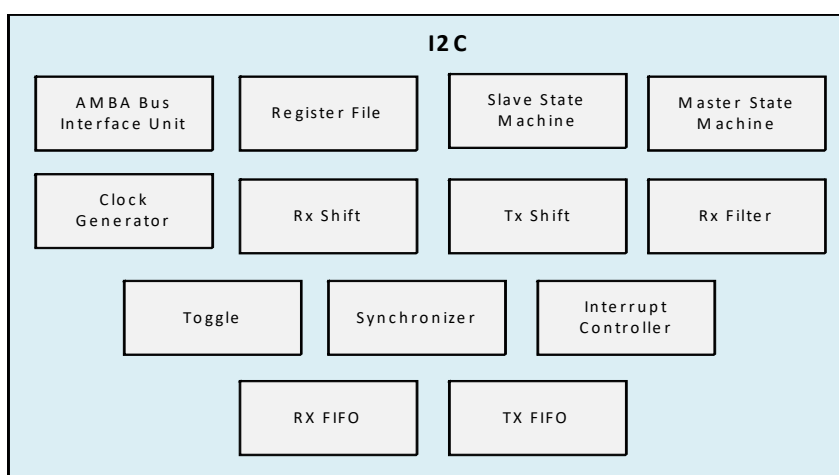 I2C
AMBA Bus
Interface Unit
Register File
Slave State
Machine
Master State
Machine
Clock
Generator
Rx Shift
Tx Shift
Rx Filter
Toggle
Synchronizer
Interrupt
Controller
RX FIFO
TX FIFO